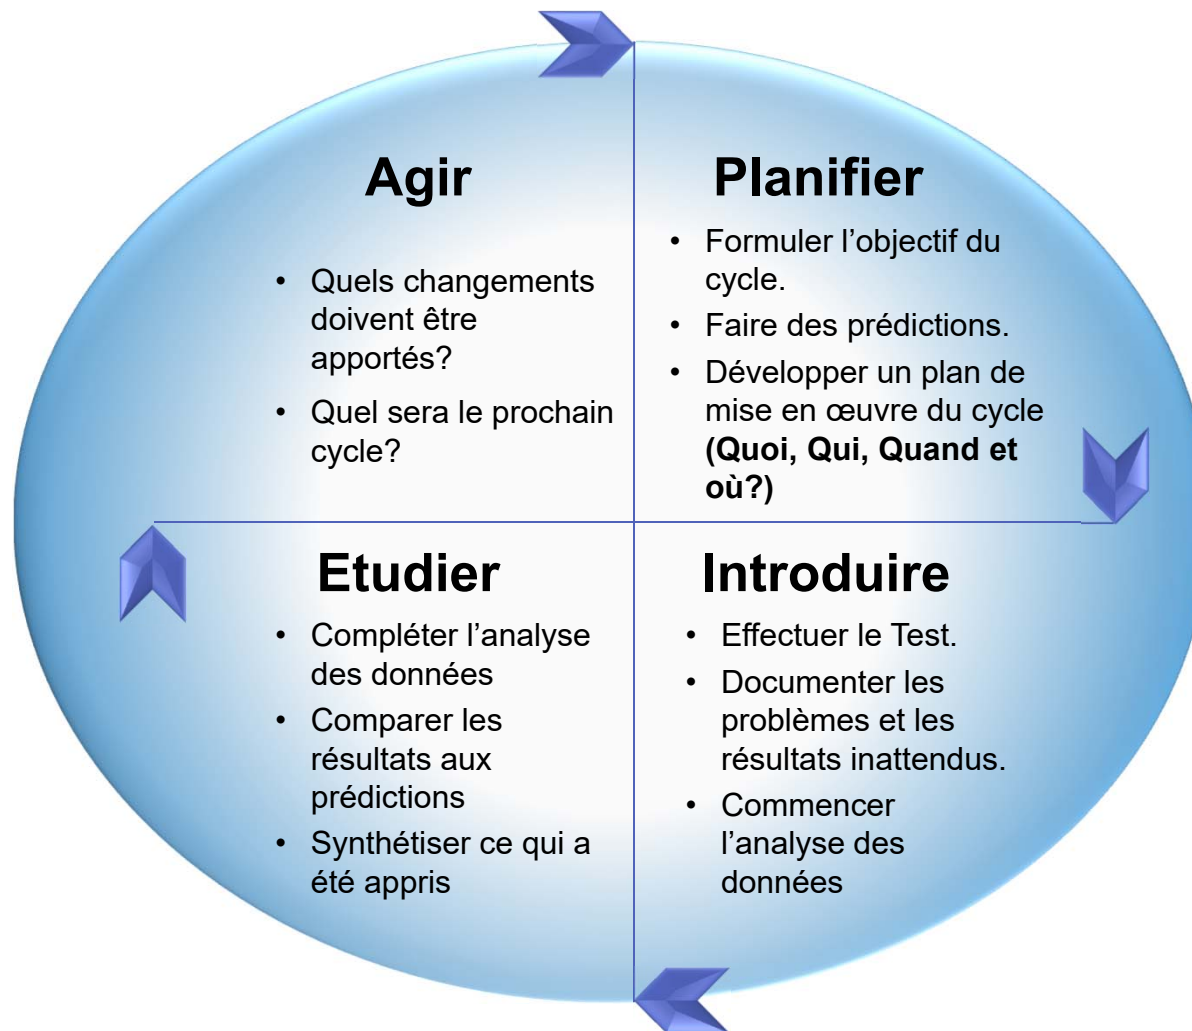 Agir
• Quels changements
doivent être
apportés?
• Quel sera le prochain
cycle?
Planifier
• Formuler l’objectif du
cycle.
• Faire des prédictions.
• Développer un plan de
mise en œuvre du cycle
(Quoi, Qui, Quand et
où?)
Etudier
• Compléter l’analyse
des données
• Comparer les
résultats aux
prédictions
• Synthétiser ce qui a
été appris
Introduire
• Effectuer le Test.
• Documenter les
problèmes et les
résultats inattendus.
• Commencer
l’analyse des
données